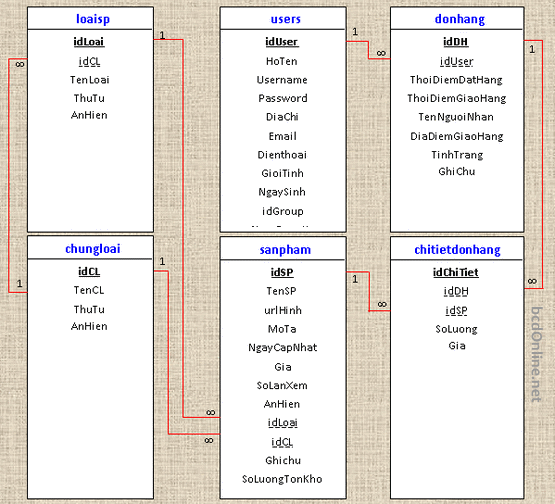 loaisp
idLoai
idCL
TenLoai
ThuTu
AnHien
users
idUser
HoTen
Username
Password
DiaChi
Email
Dienthoai
GioiTinh
NgaySinh
idGroup
donhang
idDH
idUser
ThoiDiemDatHang
ThoiDiemGiaoHang
TenNguoiNhan
DiaDiemGiaoHang
TinhTrang
GhiChu
chungloai
idCL
TenCL
ThuTu
AnHien
sanpham
idSP
TenSP
urlHinh
MoTa
NgayCapNhat
Gia
SoLanXem
AnHien
idLoai
idCL
Ghichu
SoLuongTonKho
chitietdonhang
idChiTiet
idDH
idSP
SoLuong
Gia
1
∞
1
∞
1
∞
1
∞
1
∞
1
∞
bcdOnline.net